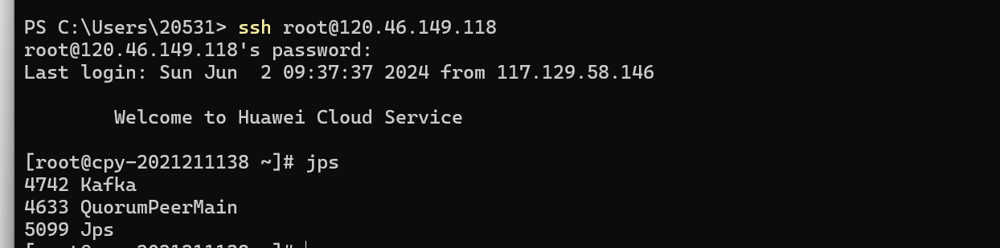 PS C:\Users\20531> ssh root@120.46.149.118
root@120.46.149.118's password:
Last login: Sun Jun  2 09:37:37 2024 from 117.129.58.146
Welcome to Huawei Cloud Service
[root@cpy-2021211138 ~]# jps
4742 Kafka
4633 QuorumPeerMain
5099 Jps